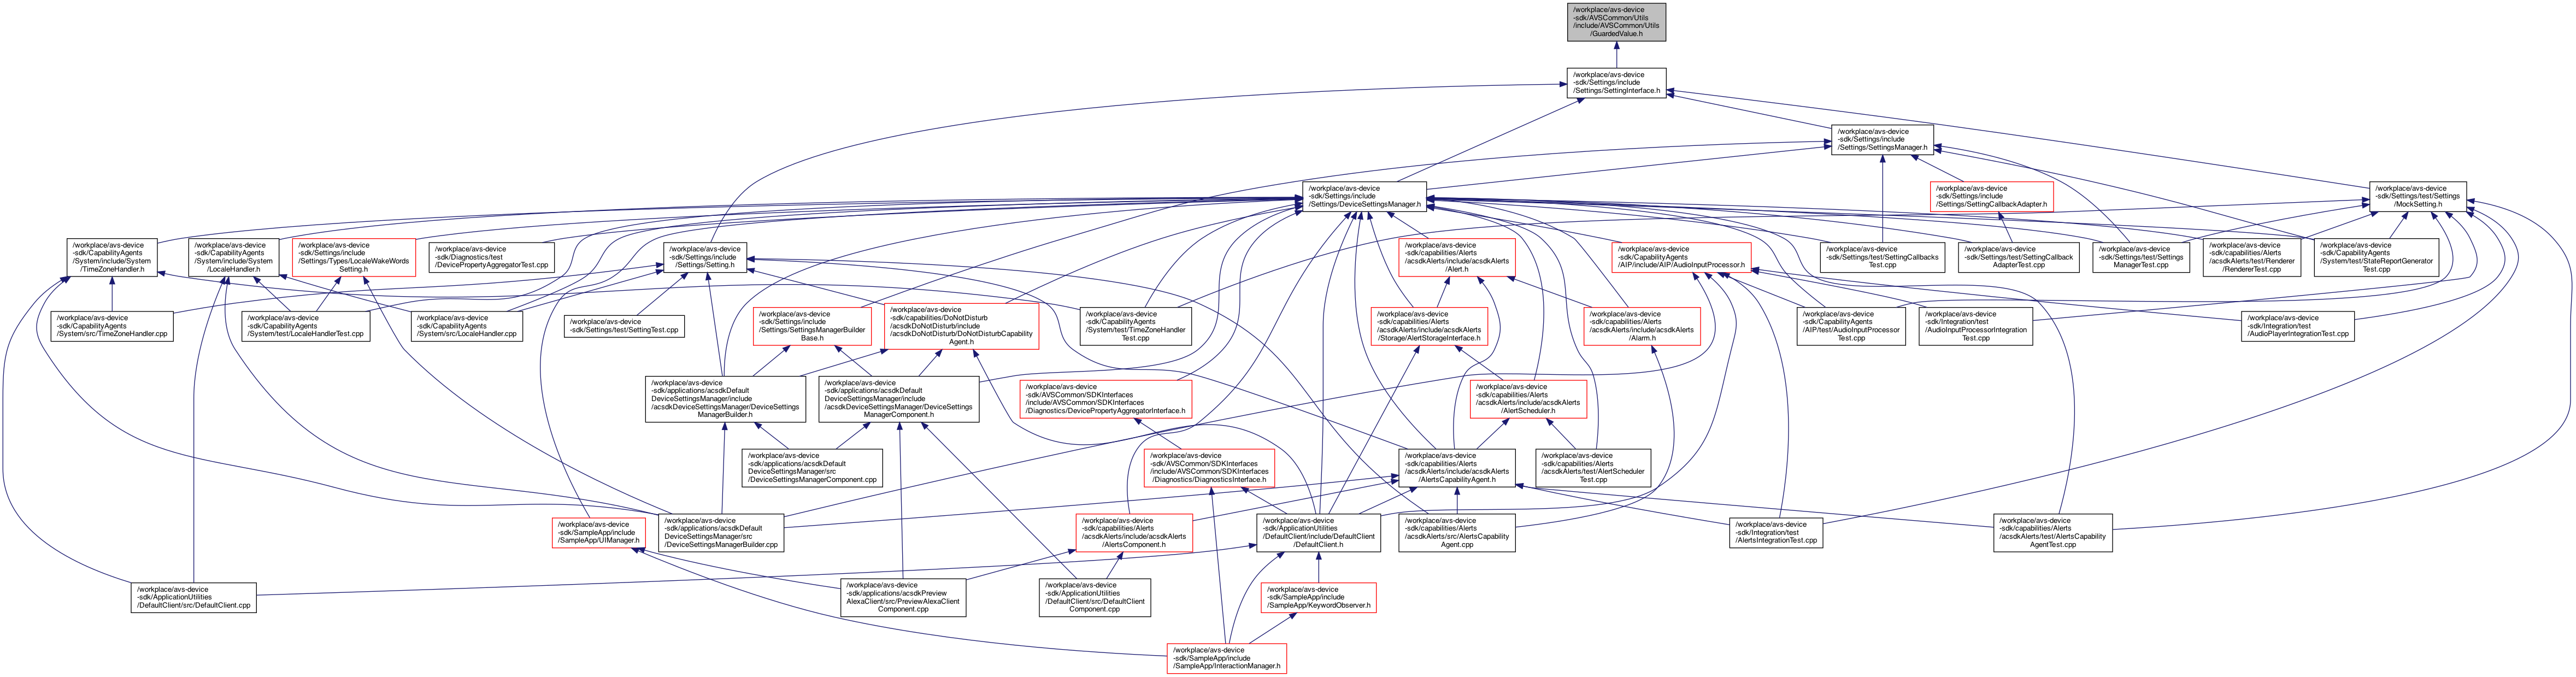 /workplace/avs-device
-sdk/AVSCommon/Utils
/include/AVSCommon/Utils
/GuardedValue.h
/workplace/avs-device
-sdk/Settings/include
/Settings/SettingInterface.h
/workplace/avs-device
-sdk/Settings/include
/Settings/SettingsManager.h
/workplace/avs-device
-sdk/Settings/include
/Settings/DeviceSettingsManager.h
/workplace/avs-device
-sdk/Settings/include
/Settings/SettingCallbackAdapter.h
/workplace/avs-device
-sdk/Settings/test/Settings
/MockSetting.h
/workplace/avs-device
-sdk/CapabilityAgents
/System/include/System
/TimeZoneHandler.h
/workplace/avs-device
-sdk/CapabilityAgents
/System/include/System
/LocaleHandler.h
/workplace/avs-device
-sdk/Settings/include
/Settings/Types/LocaleWakeWords
Setting.h
/workplace/avs-device
-sdk/Diagnostics/test
/DevicePropertyAggregatorTest.cpp
/workplace/avs-device
-sdk/Settings/include
/Settings/Setting.h
/workplace/avs-device
-sdk/capabilities/Alerts
/acsdkAlerts/include/acsdkAlerts
/Alert.h
/workplace/avs-device
-sdk/CapabilityAgents
/AIP/include/AIP/AudioInputProcessor.h
/workplace/avs-device
-sdk/Settings/test/SettingCallbacks
Test.cpp
/workplace/avs-device
-sdk/Settings/test/SettingCallback
AdapterTest.cpp
/workplace/avs-device
-sdk/Settings/test/Settings
ManagerTest.cpp
/workplace/avs-device
-sdk/capabilities/Alerts
/acsdkAlerts/test/Renderer
/RendererTest.cpp
/workplace/avs-device
-sdk/CapabilityAgents
/System/test/StateReportGenerator
Test.cpp
/workplace/avs-device
-sdk/CapabilityAgents
/System/src/TimeZoneHandler.cpp
/workplace/avs-device
-sdk/CapabilityAgents
/System/test/LocaleHandlerTest.cpp
/workplace/avs-device
-sdk/CapabilityAgents
/System/src/LocaleHandler.cpp
/workplace/avs-device
-sdk/Settings/test/SettingTest.cpp
/workplace/avs-device
-sdk/Settings/include
/Settings/SettingsManagerBuilder
Base.h
/workplace/avs-device
-sdk/capabilities/DoNotDisturb
/acsdkDoNotDisturb/include
/acsdkDoNotDisturb/DoNotDisturbCapability
Agent.h
/workplace/avs-device
-sdk/CapabilityAgents
/System/test/TimeZoneHandler
Test.cpp
/workplace/avs-device
-sdk/capabilities/Alerts
/acsdkAlerts/include/acsdkAlerts
/Storage/AlertStorageInterface.h
/workplace/avs-device
-sdk/capabilities/Alerts
/acsdkAlerts/include/acsdkAlerts
/Alarm.h
/workplace/avs-device
-sdk/CapabilityAgents
/AIP/test/AudioInputProcessor
Test.cpp
/workplace/avs-device
-sdk/Integration/test
/AudioInputProcessorIntegration
Test.cpp
/workplace/avs-device
-sdk/Integration/test
/AudioPlayerIntegrationTest.cpp
/workplace/avs-device
-sdk/applications/acsdkDefault
DeviceSettingsManager/include
/acsdkDeviceSettingsManager/DeviceSettings
ManagerBuilder.h
/workplace/avs-device
-sdk/applications/acsdkDefault
DeviceSettingsManager/include
/acsdkDeviceSettingsManager/DeviceSettings
ManagerComponent.h
/workplace/avs-device
-sdk/AVSCommon/SDKInterfaces
/include/AVSCommon/SDKInterfaces
/Diagnostics/DevicePropertyAggregatorInterface.h
/workplace/avs-device
-sdk/capabilities/Alerts
/acsdkAlerts/include/acsdkAlerts
/AlertScheduler.h
/workplace/avs-device
-sdk/applications/acsdkDefault
DeviceSettingsManager/src
/DeviceSettingsManagerComponent.cpp
/workplace/avs-device
-sdk/AVSCommon/SDKInterfaces
/include/AVSCommon/SDKInterfaces
/Diagnostics/DiagnosticsInterface.h
/workplace/avs-device
-sdk/capabilities/Alerts
/acsdkAlerts/include/acsdkAlerts
/AlertsCapabilityAgent.h
/workplace/avs-device
-sdk/capabilities/Alerts
/acsdkAlerts/test/AlertScheduler
Test.cpp
/workplace/avs-device
-sdk/SampleApp/include
/SampleApp/UIManager.h
/workplace/avs-device
-sdk/applications/acsdkDefault
DeviceSettingsManager/src
/DeviceSettingsManagerBuilder.cpp
/workplace/avs-device
-sdk/capabilities/Alerts
/acsdkAlerts/include/acsdkAlerts
/AlertsComponent.h
/workplace/avs-device
-sdk/ApplicationUtilities
/DefaultClient/include/DefaultClient
/DefaultClient.h
/workplace/avs-device
-sdk/capabilities/Alerts
/acsdkAlerts/src/AlertsCapability
Agent.cpp
/workplace/avs-device
-sdk/Integration/test
/AlertsIntegrationTest.cpp
/workplace/avs-device
-sdk/capabilities/Alerts
/acsdkAlerts/test/AlertsCapability
AgentTest.cpp
/workplace/avs-device
-sdk/ApplicationUtilities
/DefaultClient/src/DefaultClient.cpp
/workplace/avs-device
-sdk/applications/acsdkPreview
AlexaClient/src/PreviewAlexaClient
Component.cpp
/workplace/avs-device
-sdk/ApplicationUtilities
/DefaultClient/src/DefaultClient
Component.cpp
/workplace/avs-device
-sdk/SampleApp/include
/SampleApp/KeywordObserver.h
/workplace/avs-device
-sdk/SampleApp/include
/SampleApp/InteractionManager.h